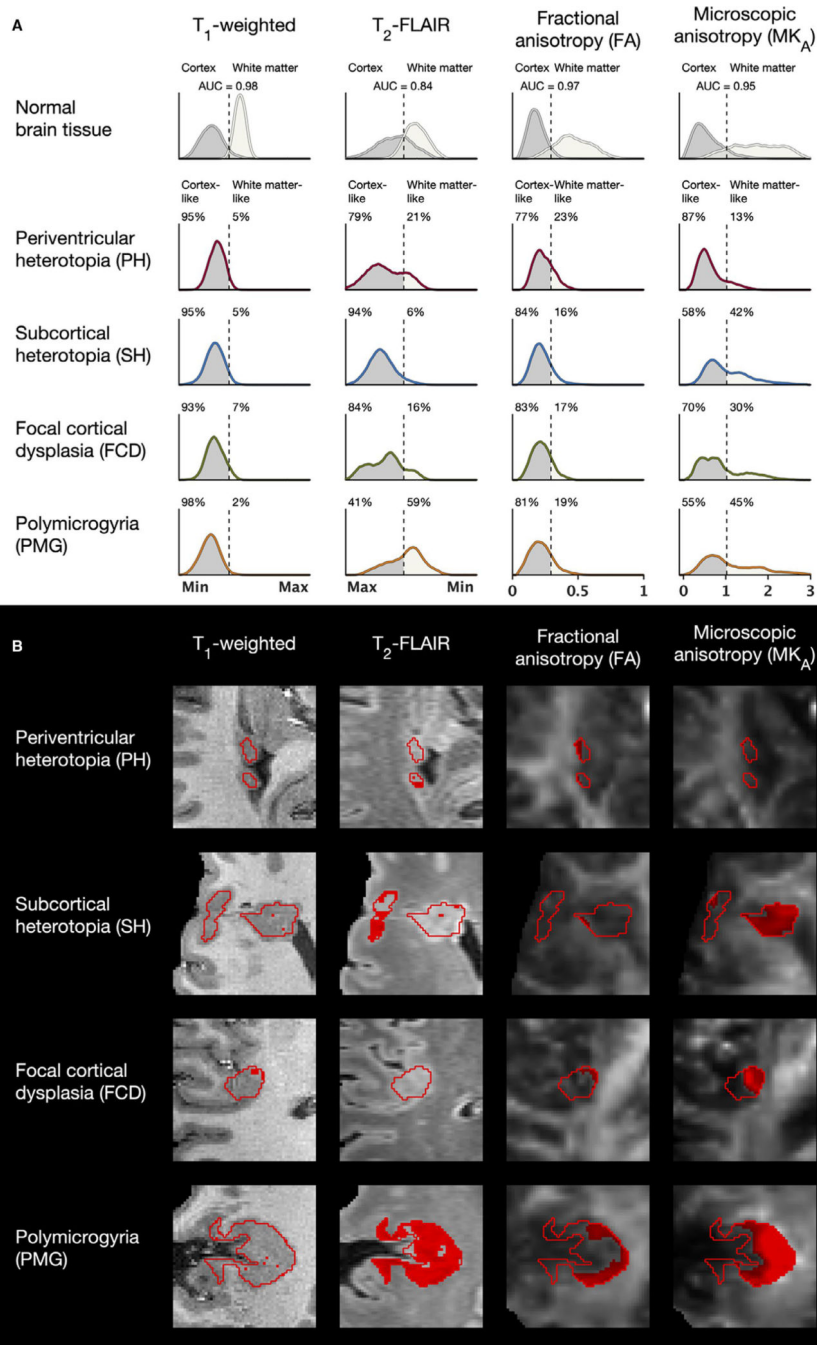 A
T1-weighted
T2-FLAIR
Fractional
anisotropy (FA)
Microscopic
anisotropy (MKA)
Normal
brain tissue
Cortex White matter
AUC = 0.98
Cortex White matter
AUC = 0.84
Cortex White matter
AUC = 0.97
Cortex White matter
AUC = 0.95
Periventricular
heterotopia (PH)
Cortex- White matter-
like like
95% 5%
Cortex- White matter-
like like
79% 21%
Cortex- White matter-
like like
77% 23%
Cortex- White matter-
like like
87% 13%
Subcortical
heterotopia (SH)
95% 5%
94% 6%
84% 16%
58% 42%
Focal cortical
dysplasia (FCD)
93% 7%
84% 16%
83% 17%
70% 30%
Polymicrogyria
(PMG)
98% 2%
41% 59%
81% 19%
55% 45%
Min Max
Max Min
0 0.5 1
0 1 2 3
B
T1-weighted
T2-FLAIR
Fractional
anisotropy (FA)
Microscopic
anisotropy (MKA)
Periventricular
heterotopia (PH)
Subcortical
heterotopia (SH)
Focal cortical
dysplasia (FCD)
Polymicrogyria
(PMG)